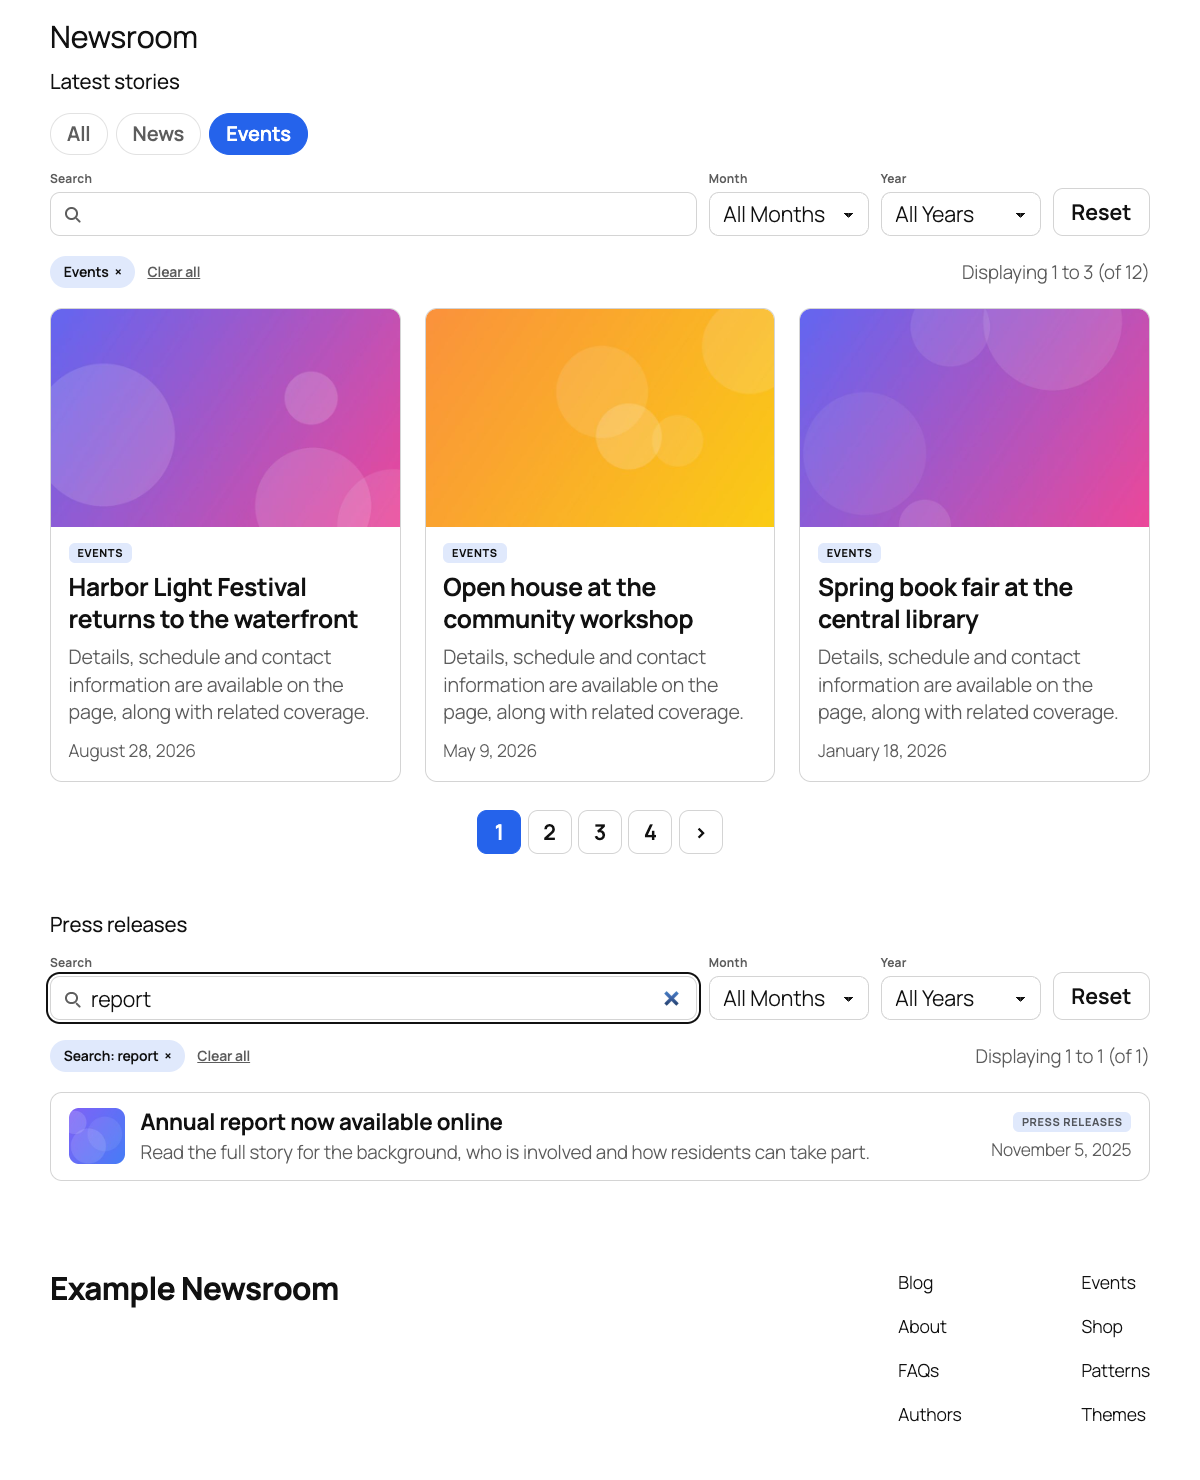 Newsroom
Latest stories
All News Events
Search Month Year
All Months All Years Reset
Events × Clear all Displaying 1 to 3 (of 12)
EVENTS
Harbor Light Festival
returns to the waterfront
Details, schedule and contact
information are available on the
page, along with related coverage.
August 28, 2026
EVENTS
Open house at the
community workshop
Details, schedule and contact
information are available on the
page, along with related coverage.
May 9, 2026
EVENTS
Spring book fair at the
central library
Details, schedule and contact
information are available on the
page, along with related coverage.
January 18, 2026
1 2 3 4 ›
Press releases
Search Month Year
report All Months All Years Reset
Search: report × Clear all Displaying 1 to 1 (of 1)
Annual report now available online
Read the full story for the background, who is involved and how residents can take part.
PRESS RELEASES
November 5, 2025
Example Newsroom
Blog
About
FAQs
Authors
Events
Shop
Patterns
Themes